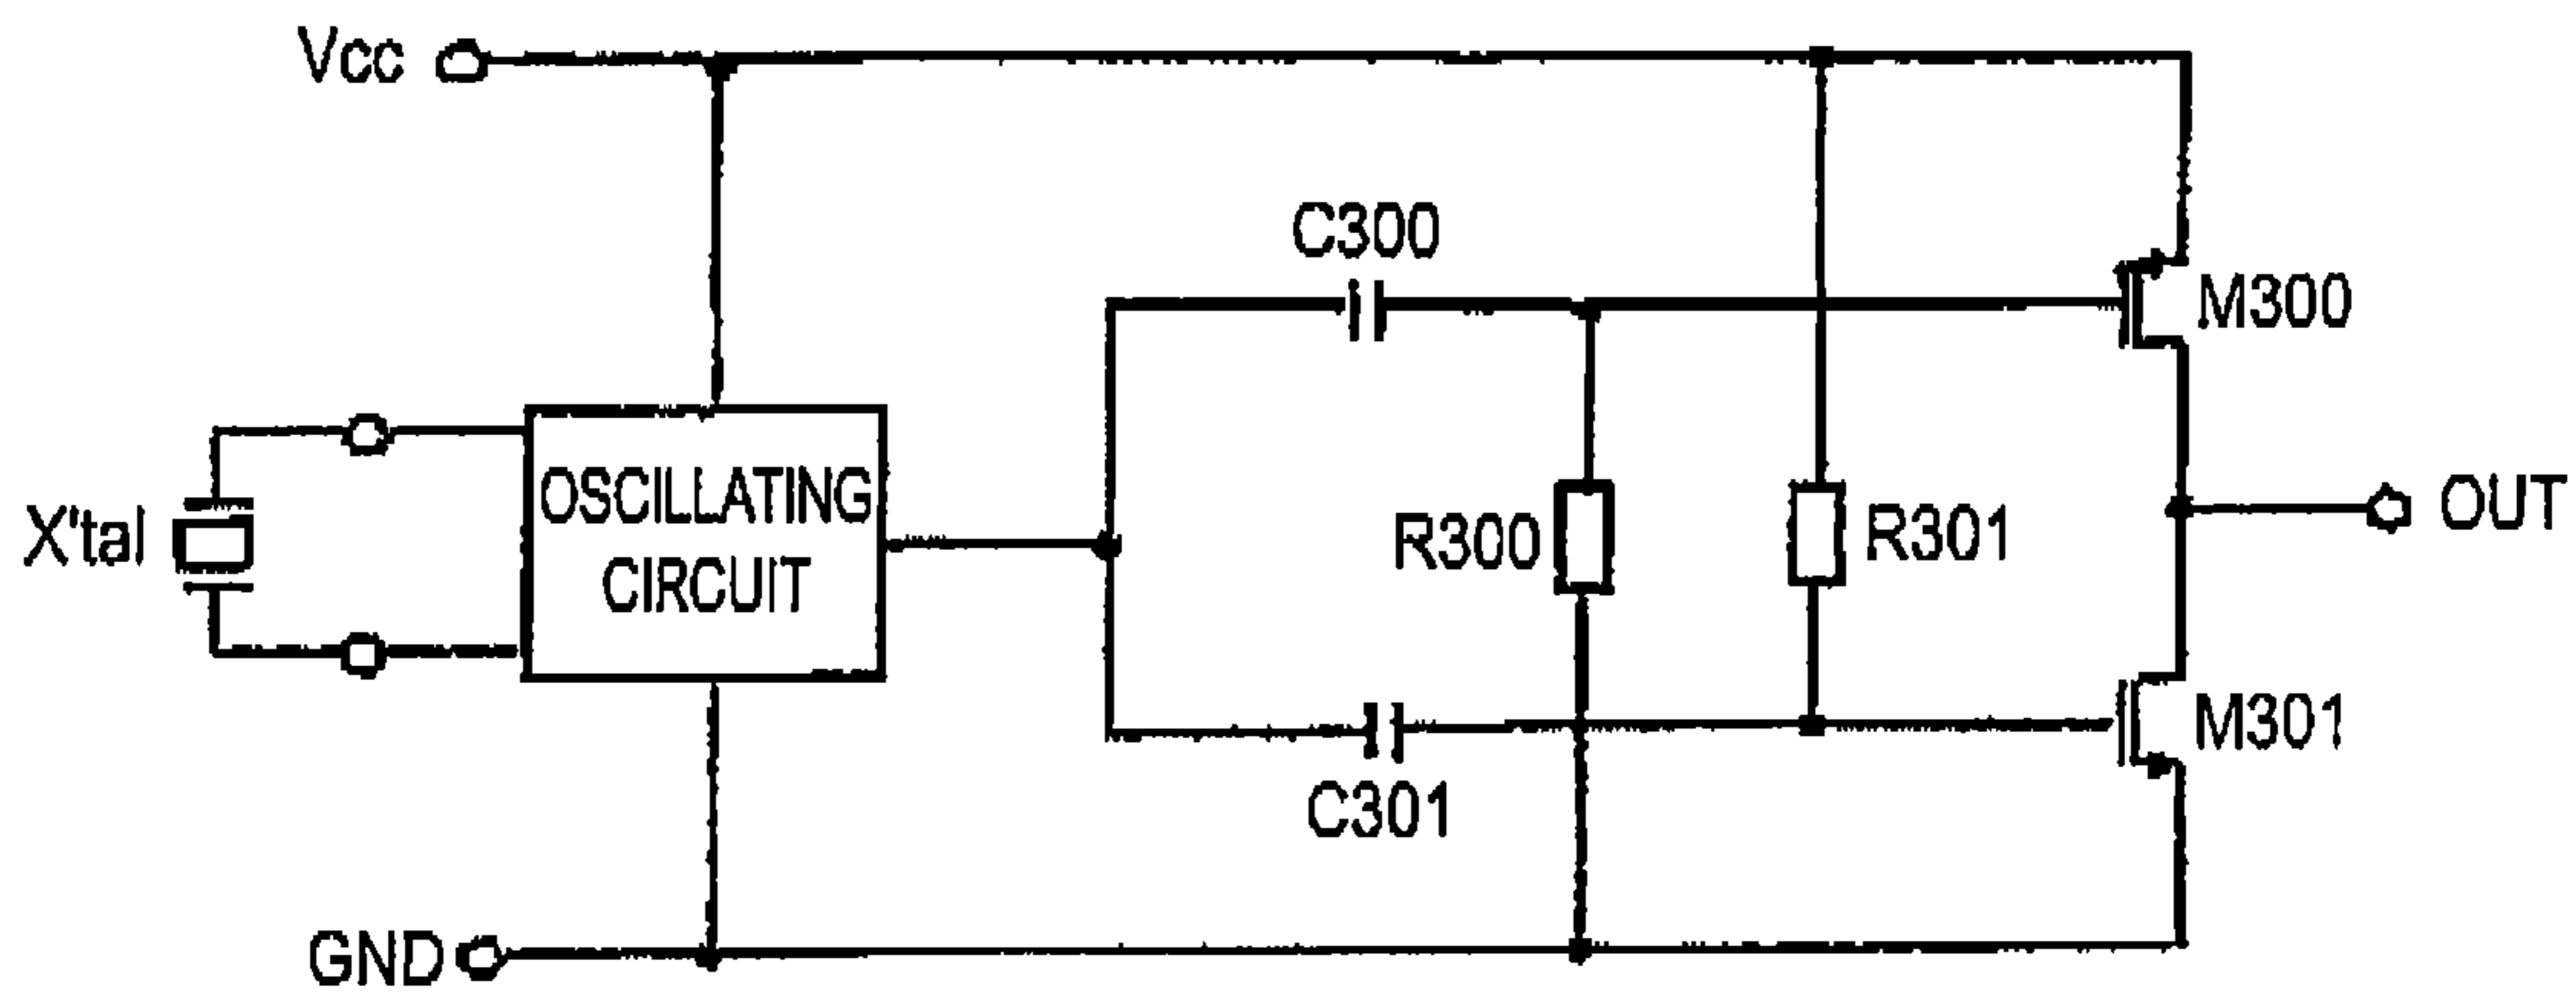 Vcc
C300
M300
X'tal
OSCILLATING
CIRCUIT
R300
R301
OUT
C301
M301
GND